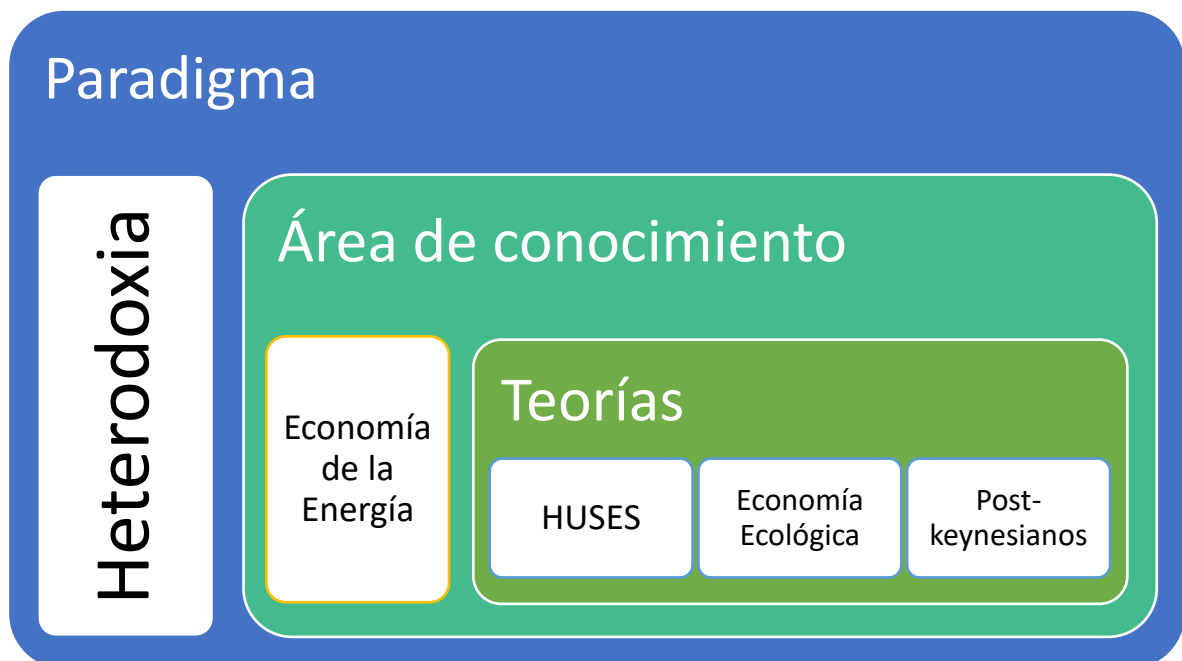 Paradigma
Heterodoxia
Área de conocimiento
Economía
de la
Energía
Teorías
HUSES
Economía
Ecológica
Post-
keynesianos